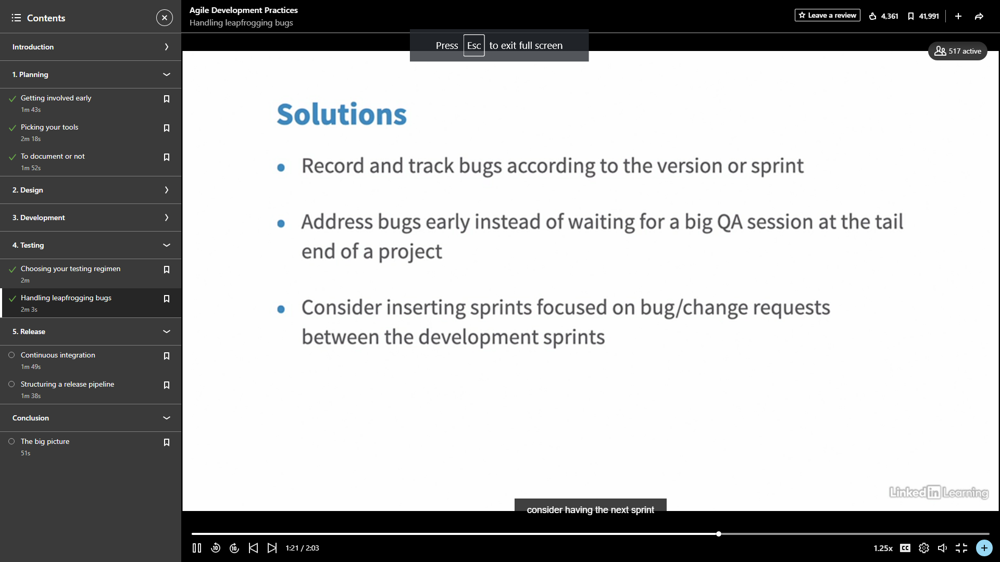 Contents
Introduction
1. Planning
Getting involved early
1m 43s
Picking your tools
2m 18s
To document or not
1m 52s
2. Design
3. Development
4. Testing
Choosing your testing regimen
2m
Handling leapfrogging bugs
2m 3s
5. Release
Continuous integration
1m 49s
Structuring a release pipeline
1m 38s
Conclusion
The big picture
51s
Agile Development Practices
Handling leapfrogging bugs
Leave a review
4,361
41,991
Press Esc to exit full screen
517 active
Solutions
Record and track bugs according to the version or sprint
Address bugs early instead of waiting for a big QA session at the tail
end of a project
Consider inserting sprints focused on bug/change requests
between the development sprints
Linked in Learning
consider having the next sprint
10
10
1:21 / 2:03
1.25x
CC